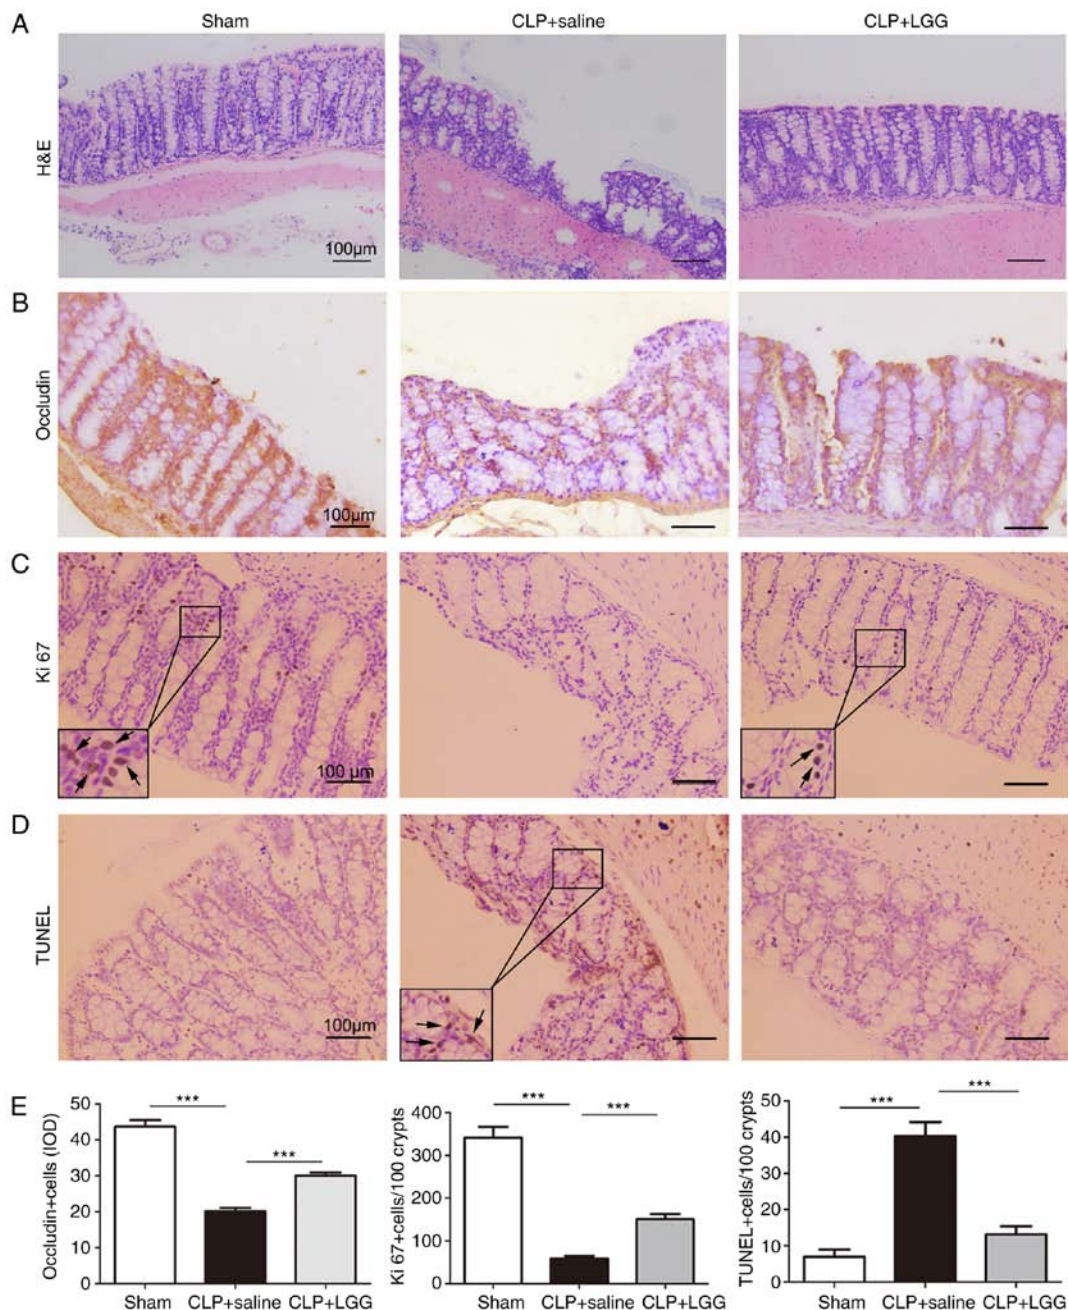 A
Sham
CLP+saline
CLP+LGG
H&E
100µm
B
Occludin
100µm
C
Ki 67
100 µm
D
TUNEL
100µm
E
Occludin+cells (IOD)
50
40
30
20
10
0
***
***
Sham
CLP+saline
CLP+LGG
Ki 67+cells/100 crypts
400
300
200
100
0
***
***
Sham
CLP+saline
CLP+LGG
TUNEL+cells/100 crypts
50
40
30
20
10
0
***
***
Sham
CLP+saline
CLP+LGG